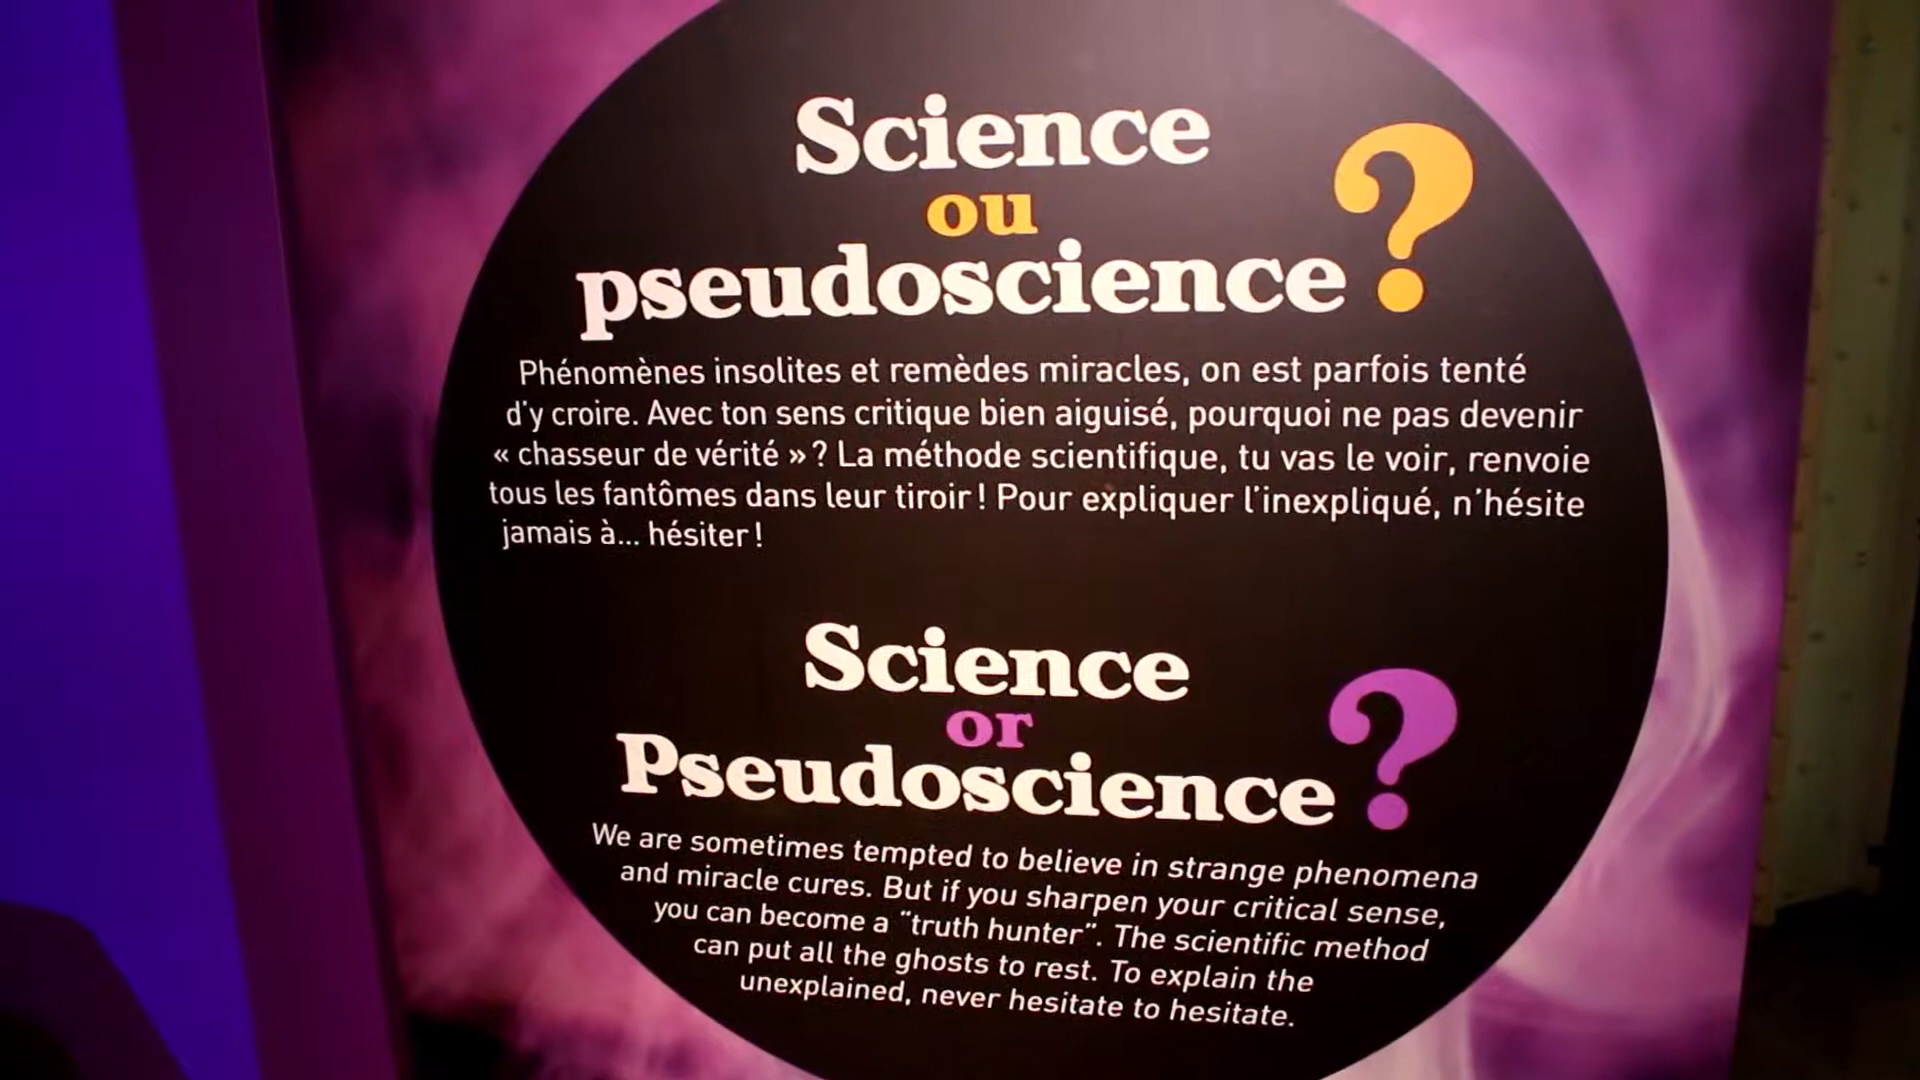 Science
ou
pseudoscience ?
Phénomènes insolites et remèdes miracles, on est parfois tenté
d'y croire. Avec ton sens critique bien aiguisé, pourquoi ne pas devenir
« chasseur de vérité » ? La méthode scientifique, tu vas le voir, renvoie
tous les fantômes dans leur tiroir ! Pour expliquer l'inexpliqué, n'hésite
jamais à... hésiter !
Science
or
Pseudoscience ?
We are sometimes tempted to believe in strange phenomena
and miracle cures. But if you sharpen your critical sense,
you can become a "truth hunter". The scientific method
can put all the ghosts to rest. To explain the
unexplained, never hesitate to hesitate.